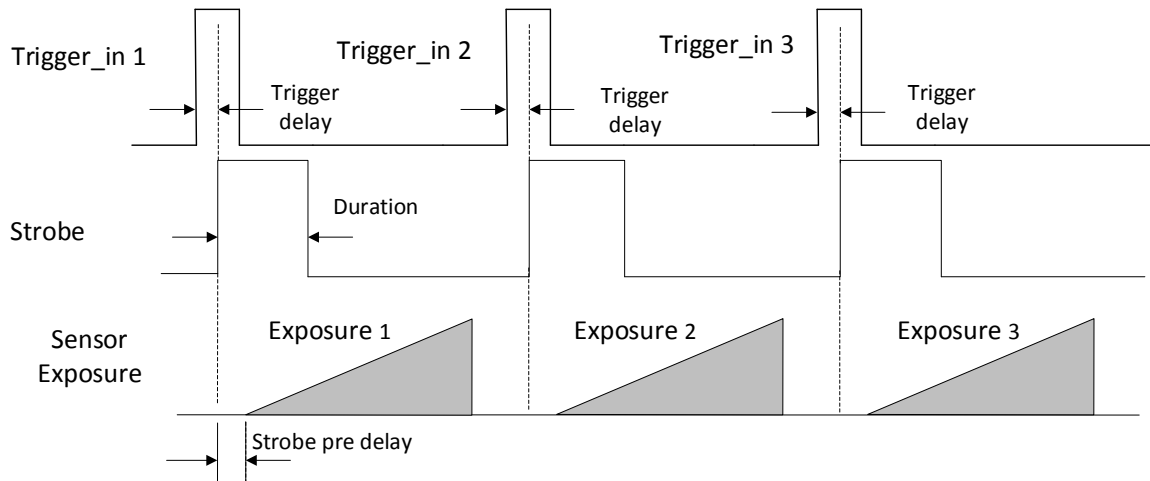 Trigger_in 1
Trigger_in 2
Trigger_in 3
Trigger
delay
Trigger
delay
Trigger
delay
Strobe
Duration
Sensor
Exposure
Exposure 1
Exposure 2
Exposure 3
Strobe pre delay